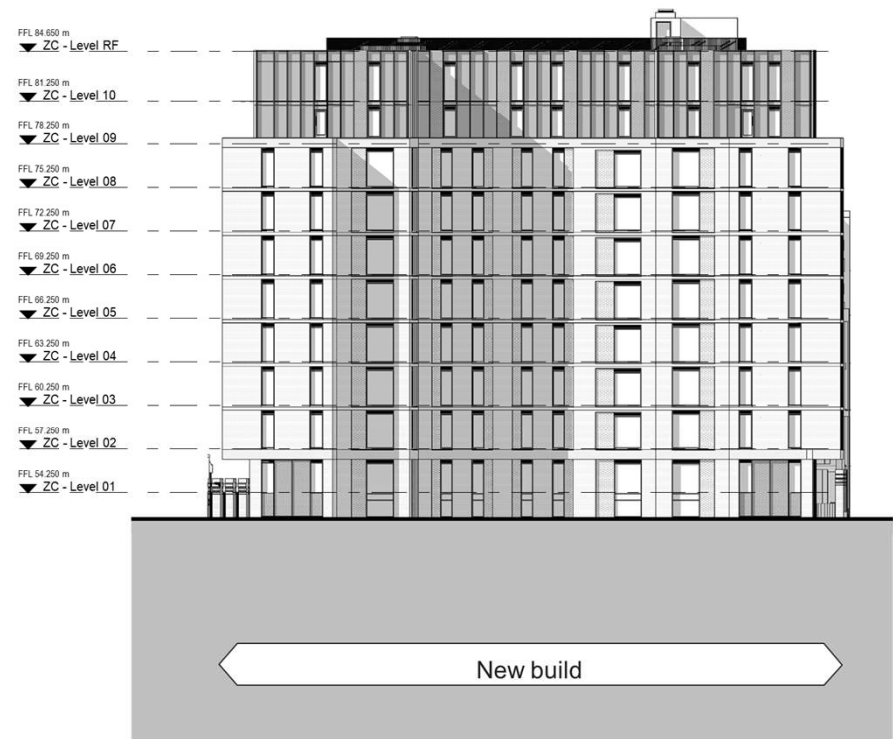 FFL 84.650 m
ZC - Level RF
FFL 81.250 m
ZC - Level 10
FFL 78.250 m
ZC - Level 09
FFL 75.250 m
ZC - Level 08
FFL 72.250 m
ZC - Level 07
FFL 69.250 m
ZC - Level 06
FFL 66.250 m
ZC - Level 05
FFL 63.250 m
ZC - Level 04
FFL 60.250 m
ZC - Level 03
FFL 57.250 m
ZC - Level 02
FFL 54.250 m
ZC - Level 01
New build